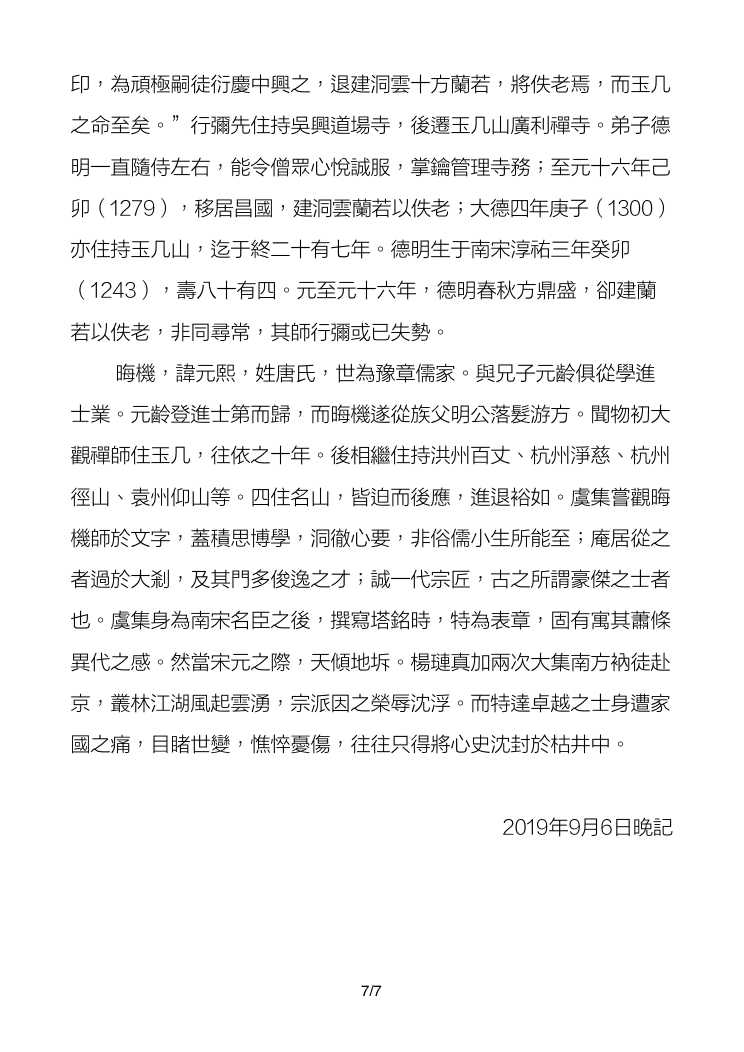 印，為頑極嗣徒衍慶中興之，退建洞雲十方蘭若，將佚老焉，而玉几
之命至矣。”行彌先住持吳興道場寺，後遷玉几山廣利禪寺。弟子德
明一直隨侍左右，能令僧眾心悅誠服，掌鑰管理寺務；至元十六年己
卯（1279），移居昌國，建洞雲蘭若以佚老；大德四年庚子（1300）
亦住持玉几山，迄于終二十有七年。德明生于南宋淳祐三年癸卯
（1243），壽八十有四。元至元十六年，德明春秋方鼎盛，卻建蘭
若以佚老，非同尋常，其師行彌或已失勢。
晦機，諱元熙，姓唐氏，世為豫章儒家。與兄子元齡俱從學進
士業。元齡登進士第而歸，而晦機遂從族父明公落髮游方。聞物初大
觀禪師住玉几，往依之十年。後相繼住持洪州百丈、杭州淨慈、杭州
徑山、袁州仰山等。四住名山，皆迫而後應，進退裕如。虞集嘗觀晦
機師於文字，蓋積思博學，洞徹心要，非俗儒小生所能至；庵居從之
者過於大剎，及其門多俊逸之才；誠一代宗匠，古之所謂豪傑之士者
也。虞集身為南宋名臣之後，撰寫塔銘時，特為表章，固有寓其蕭條
異代之感。然當宋元之際，天傾地坼。楊璉真加兩次大集南方衲徒赴
京，叢林江湖風起雲湧，宗派因之榮辱沈浮。而特達卓越之士身遭家
國之痛，目睹世變，憔悴憂傷，往往只得將心史沈封於枯井中。
2019年9月6日晚記
7/7